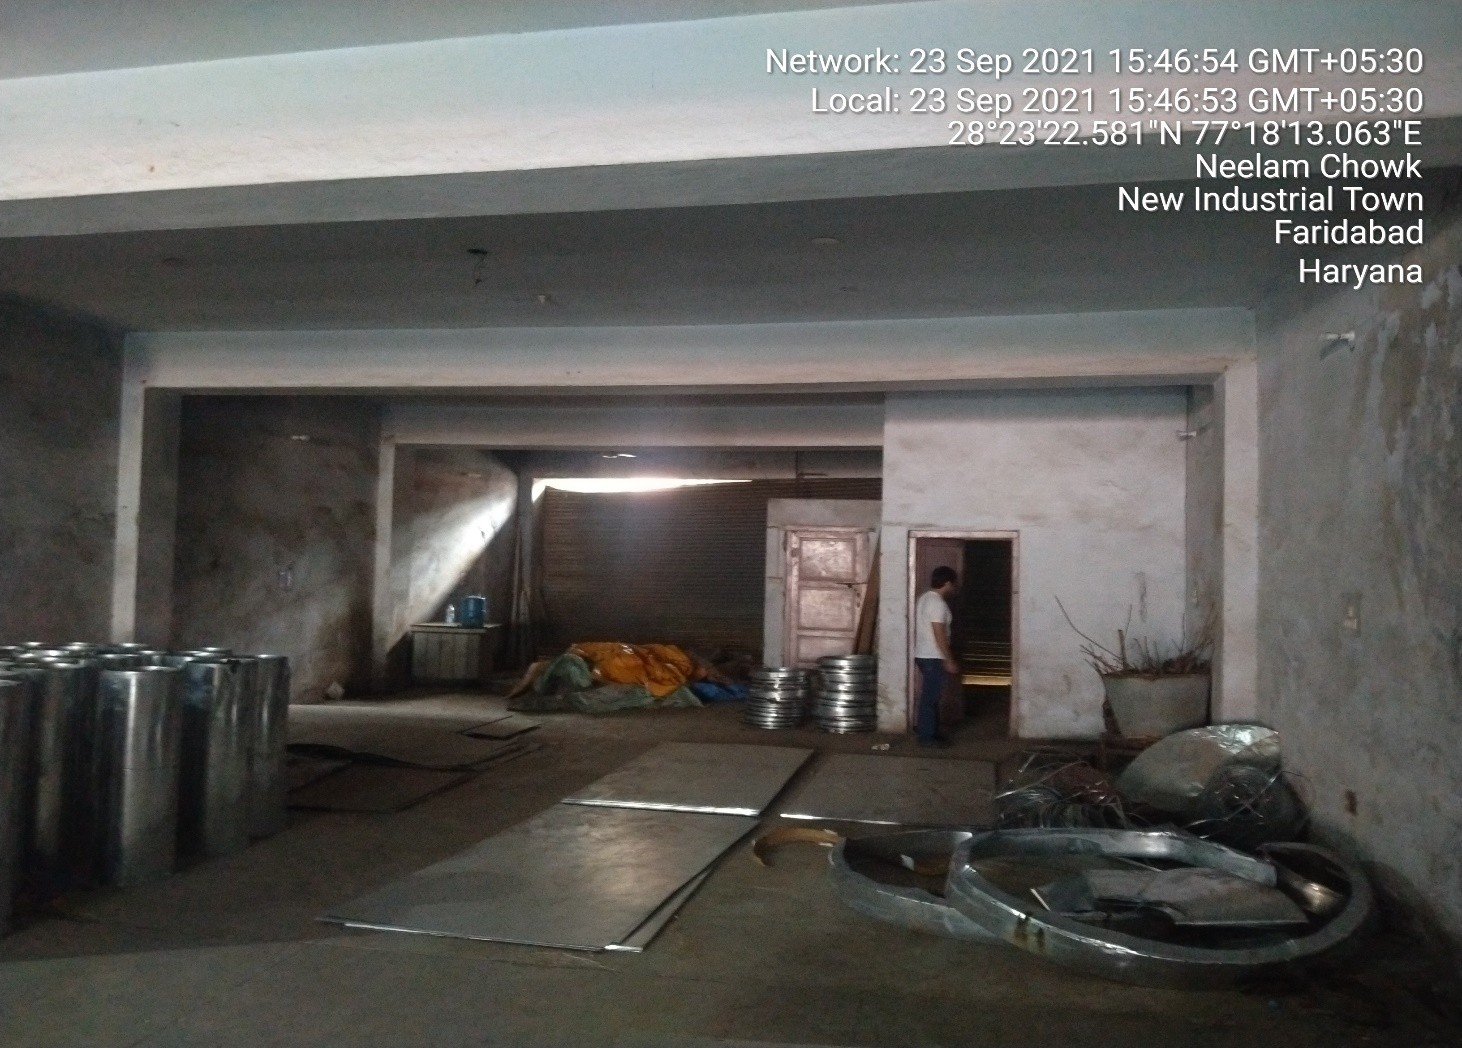 Network: 23 Sep 2021 15:46:54 GMT+05:30
Local: 23 Sep 2021 15:46:53 GMT+05:30
28°23'22.581"N 77°18'13.063"E
Neelam Chowk
New Industrial Town
Faridabad
Haryana